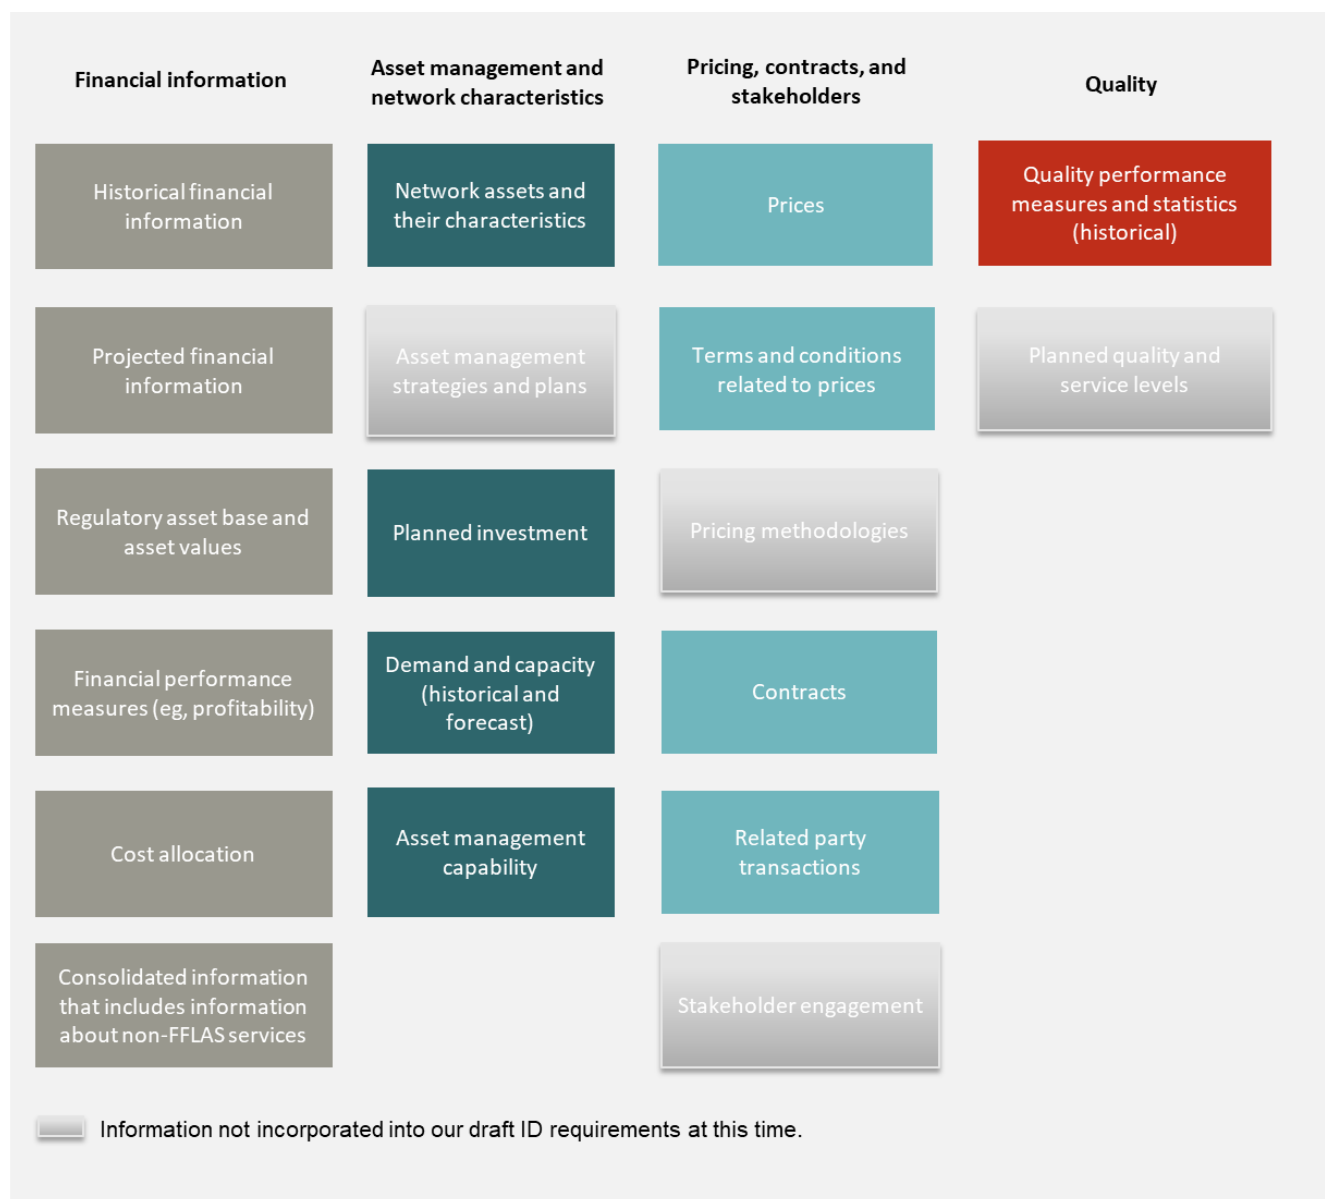 Financial information
Asset management and
network characteristics
Pricing, contracts, and
stakeholders
Quality
Historical financial
information
Network assets and
their characteristics
Prices
Quality performance
measures and statistics
(historical)
Projected financial
information
Asset management
strategies and plans
Terms and conditions
related to prices
Planned quality and
service levels
Regulatory asset base and
asset values
Planned investment
Pricing methodologies
Financial performance
measures (eg, profitability)
Demand and capacity
(historical and
forecast)
Contracts
Cost allocation
Asset management
capability
Related party
transactions
Consolidated information
that includes information
about non-FFLAS services
Stakeholder engagement
Information not incorporated into our draft ID requirements at this time.